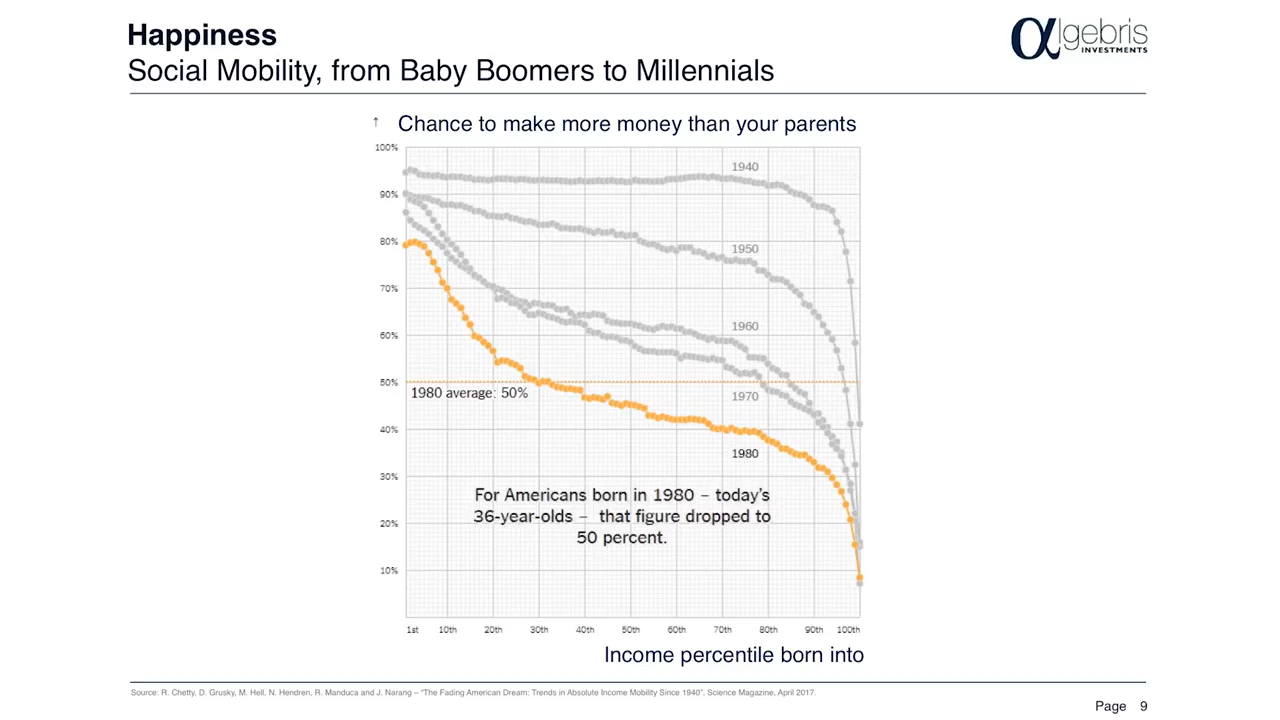 Happiness
Social Mobility, from Baby Boomers to Millennials
αlgebris
INVESTMENTS
↑ Chance to make more money than your parents
100%
90%
80%
70%
60%
50%
40%
30%
20%
10%
1940
1950
1960
1970
1980
1980 average: 50%
For Americans born in 1980 – today's
36-year-olds – that figure dropped to
50 percent.
1st 10th 20th 30th 40th 50th 60th 70th 80th 90th 100th
Income percentile born into
Source: R. Chetty, D. Grusky, M. Hell, N. Hendren, R. Manduca and J. Narang – "The Fading American Dream: Trends in Absolute Income Mobility Since 1940", Science Magazine, April 2017.
Page 9